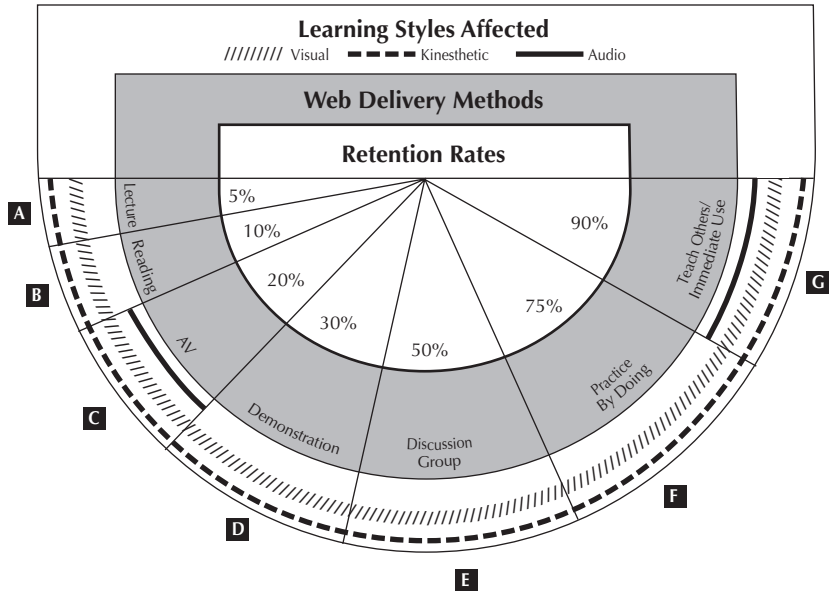 Learning Styles Affected
Visual Kinesthetic Audio
Web Delivery Methods
Retention Rates
5%
10%
20%
30%
50%
75%
90%
Lecture
Reading
AV
Demonstration
Discussion
Group
Practice
By Doing
Teach Others/
Immediate Use
A
B
C
D
E
F
G